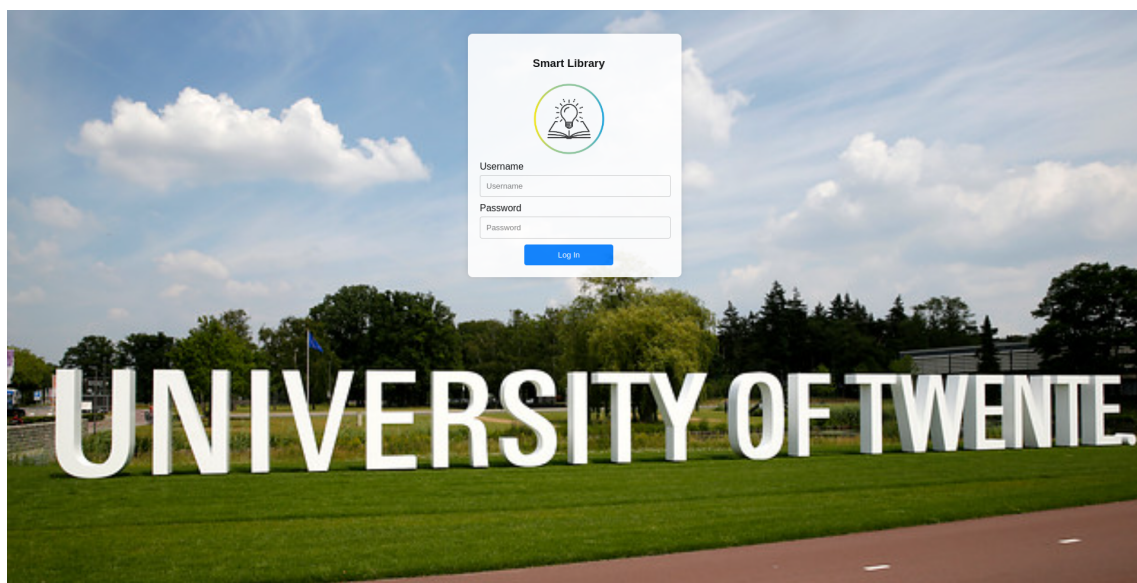 Smart Library
Username
Username
Password
Password
Log In
UNIVERSITY OF TWENTE.